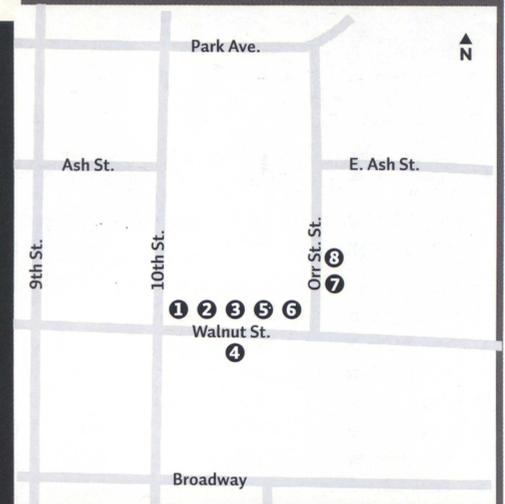 Park Ave.
N
Ash St.
E. Ash St.
9th St.
10th St.
Orr St. St.
8
7
1 2 3 5 6
Walnut St.
4
Broadway